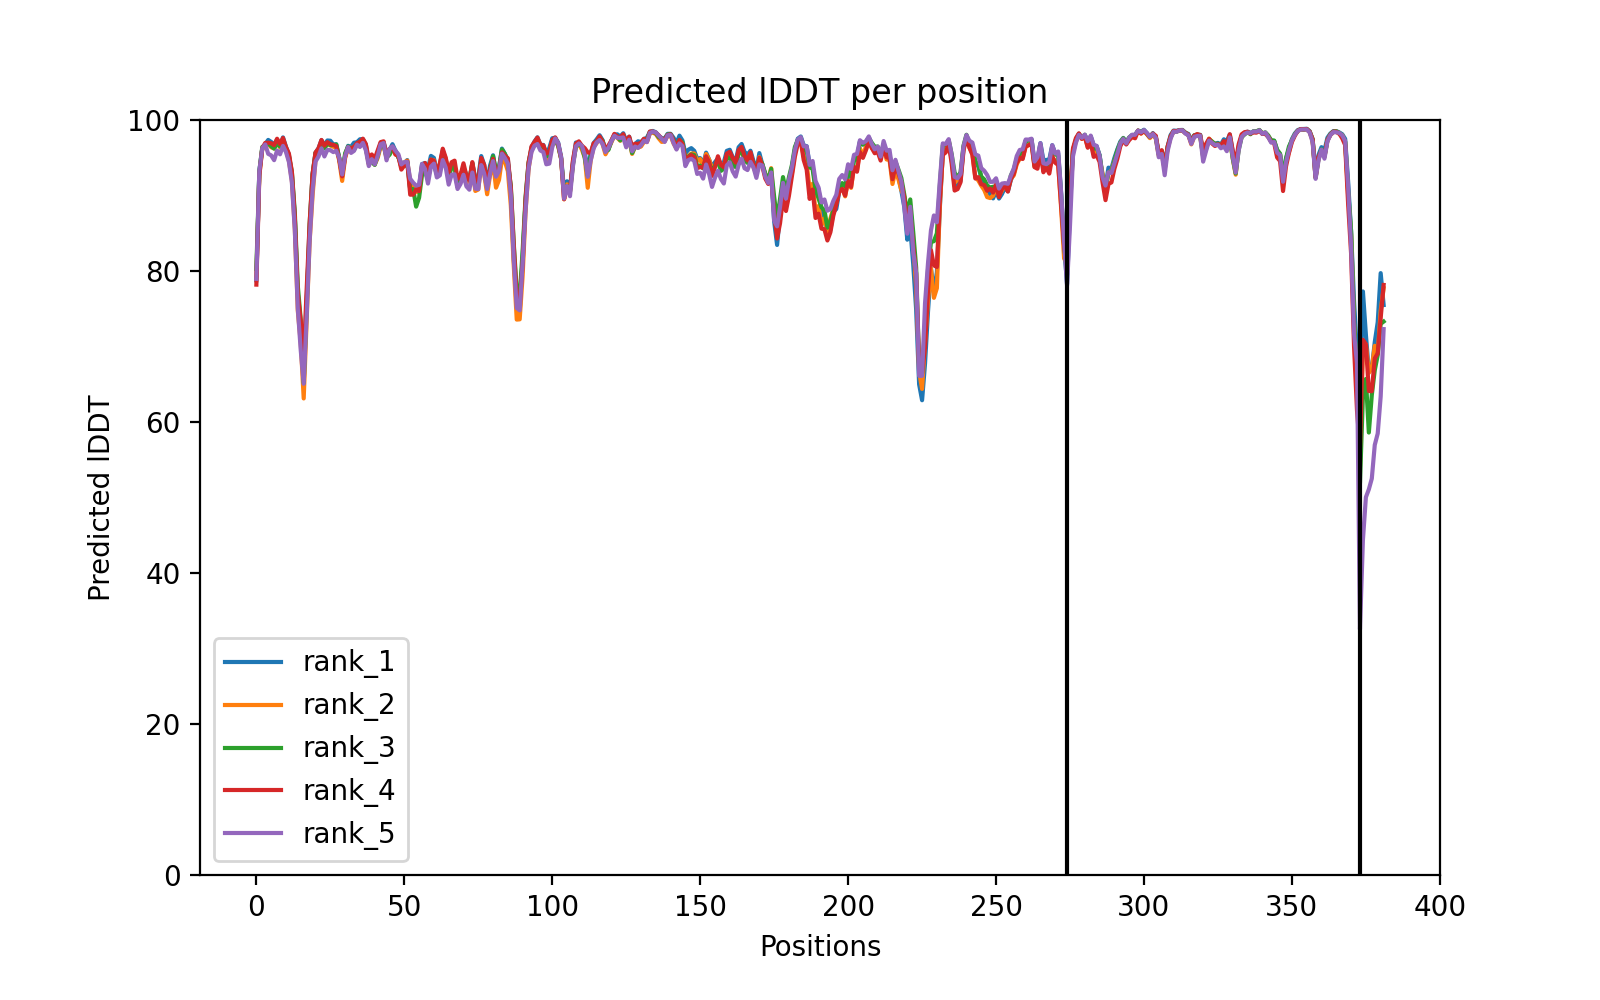 Predicted lDDT per position
100
80
60
40
20
0
Predicted lDDT
rank_1
rank_2
rank_3
rank_4
rank_5
0 50 100 150 200 250 300 350 400
Positions